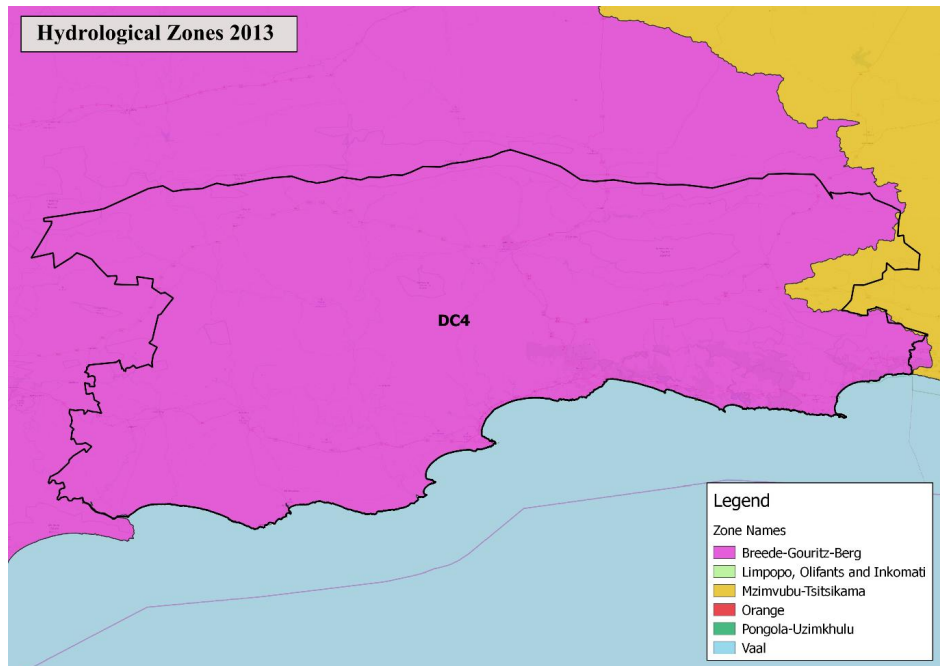 Hydrological Zones 2013
DC4
Legend
Zone Names
Breede-Gouritz-Berg
Limpopo, Olifants and Inkomati
Mzimvubu-Tsitsikama
Orange
Pongola-Uzimkhulu
Vaal